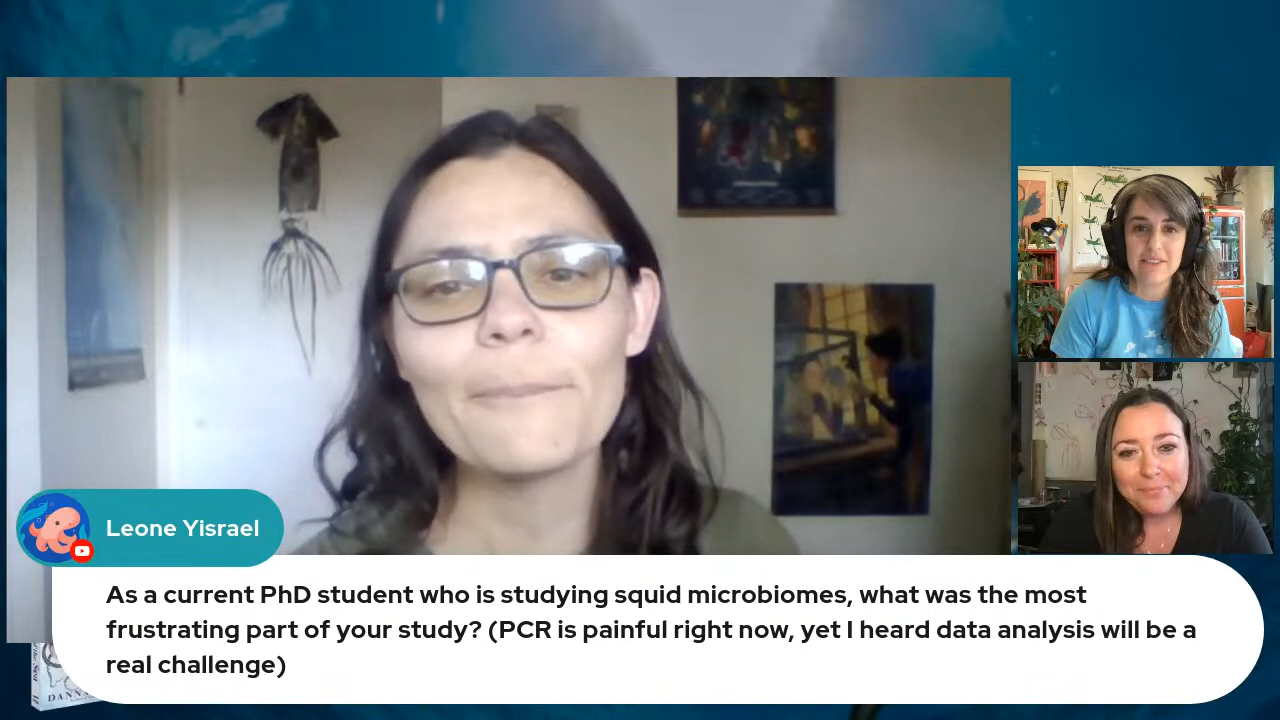 Leone Yisrael
As a current PhD student who is studying squid microbiomes, what was the most
frustrating part of your study? (PCR is painful right now, yet I heard data analysis will be a
real challenge)